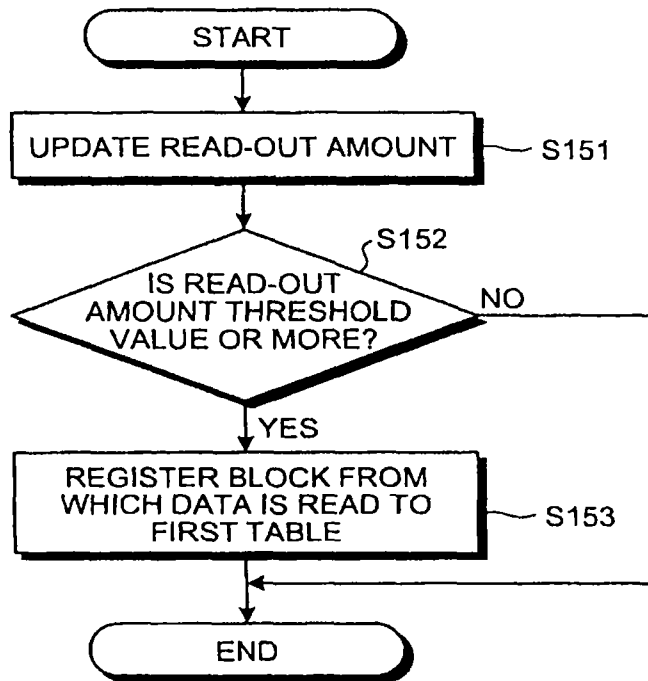 START
UPDATE READ-OUT AMOUNT
S151
S152
IS READ-OUT
AMOUNT THRESHOLD
VALUE OR MORE?
NO
YES
REGISTER BLOCK FROM
WHICH DATA IS READ TO
FIRST TABLE
S153
END